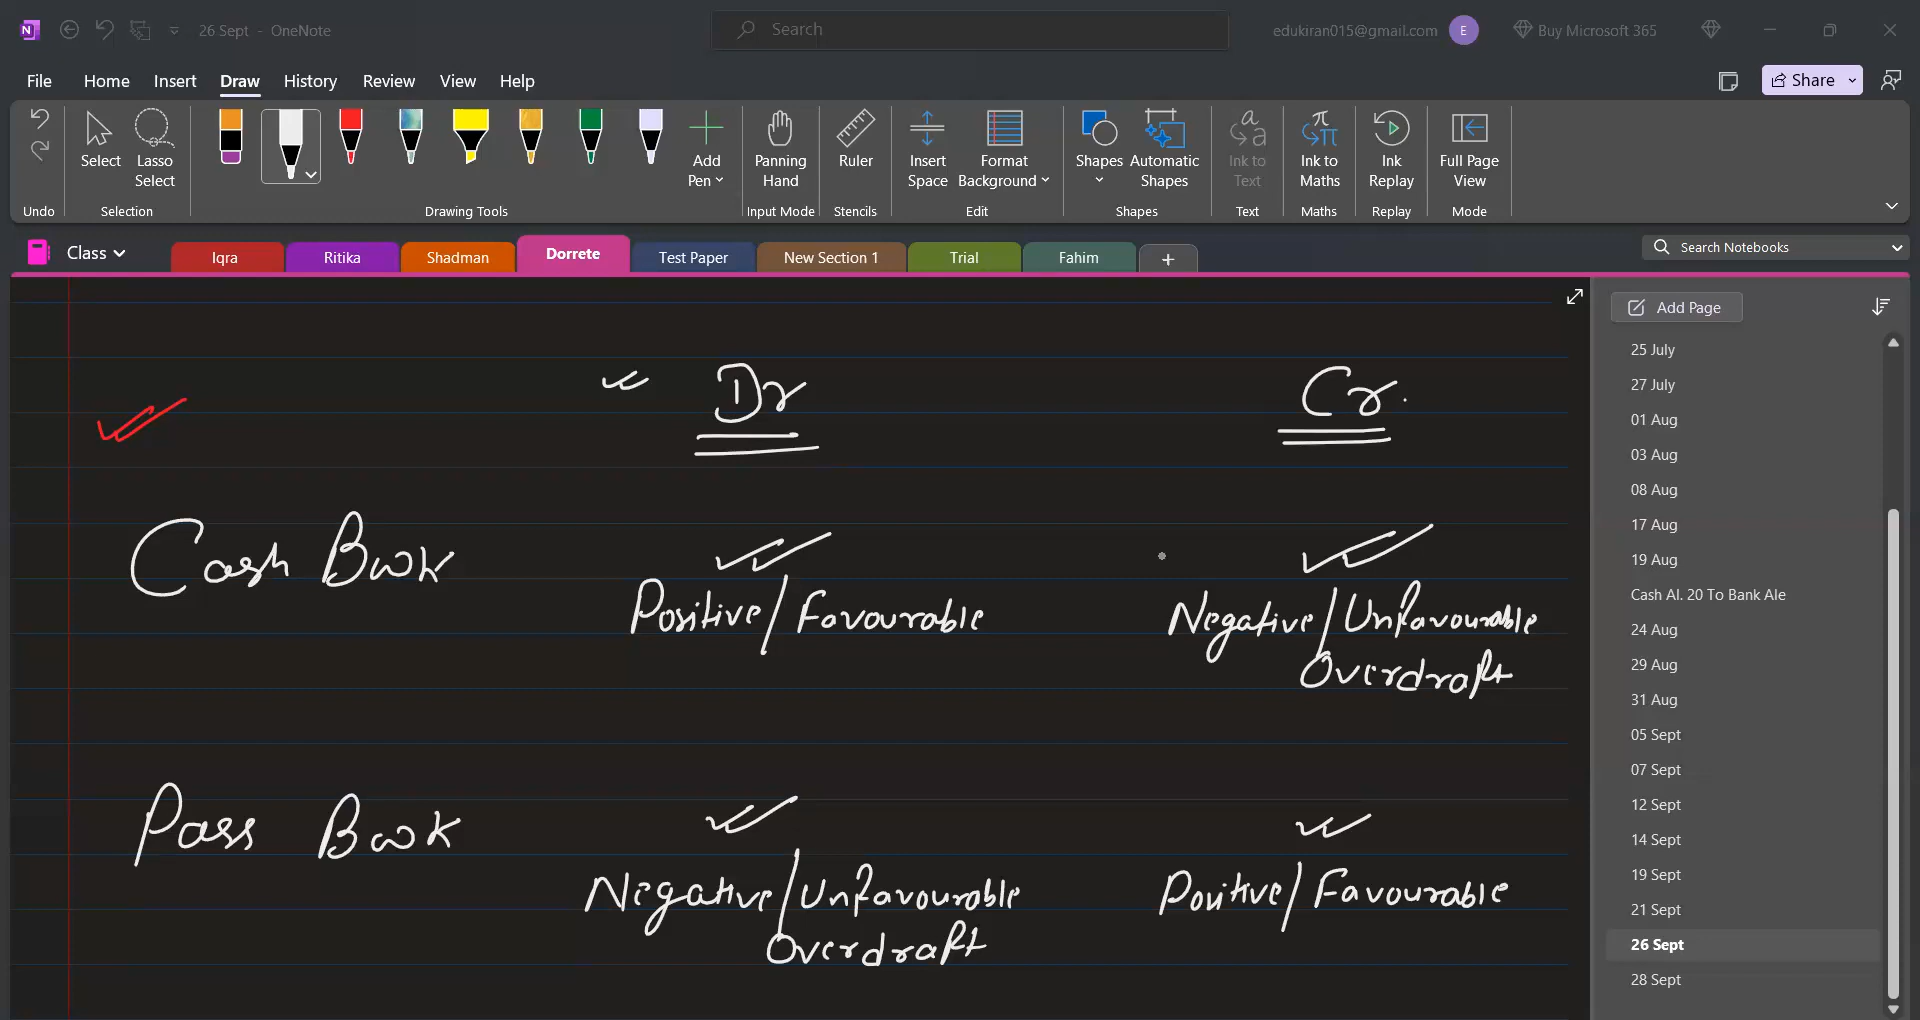 26 Sept - OneNote
Search
edukiran015@gmail.com
E
Buy Microsoft 365
File Home Insert Draw History Review View Help
Share
Select
Lasso Select
Add Pen
Panning Hand
Ruler
Insert Space
Format Background
Shapes
Automatic Shapes
Ink to Text
Ink to Maths
Ink Replay
Full Page View
Undo Selection Drawing Tools Input Mode Stencils Edit Shapes Text Maths Replay Mode
Class Iqra Ritika Shadman Dorrete Test Paper New Section 1 Trial Fahim +
Search Notebooks
Dr Cr.
Cash Book
Positive/Favourable Negative/Unfavourable
Overdraft
Pass Book
Negative/Unfavourable Positive/Favourable
Overdraft
Add Page
25 July
27 July
01 Aug
03 Aug
08 Aug
17 Aug
19 Aug
Cash Al. 20 To Bank Ale
24 Aug
29 Aug
31 Aug
05 Sept
07 Sept
12 Sept
14 Sept
19 Sept
21 Sept
26 Sept
28 Sept